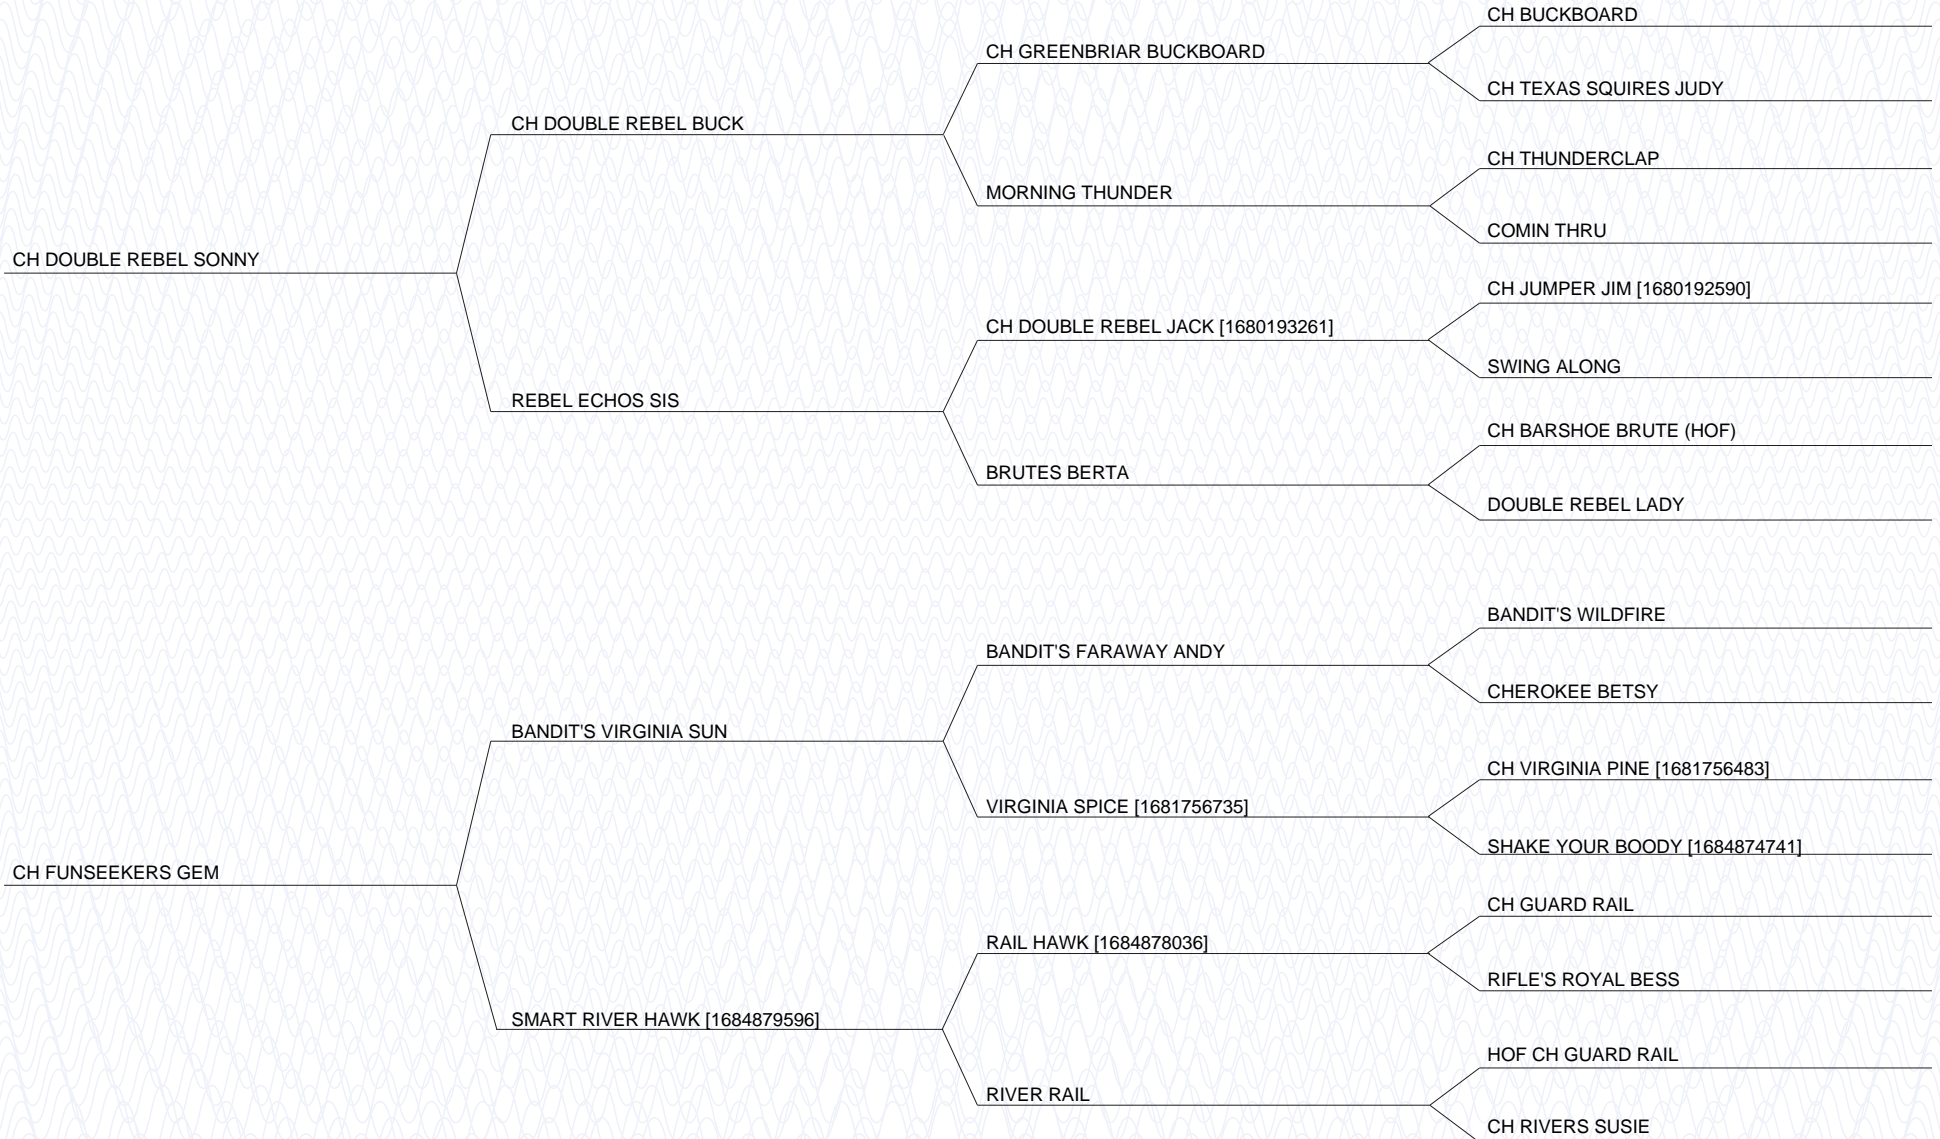 CH BUCKBOARD
CH GREENBRIAR BUCKBOARD
CH TEXAS SQUIRES JUDY
CH DOUBLE REBEL BUCK
CH THUNDERCLAP
MORNING THUNDER
COMIN THRU
CH DOUBLE REBEL SONNY
CH JUMPER JIM [1680192590]
CH DOUBLE REBEL JACK [1680193261]
SWING ALONG
REBEL ECHOS SIS
CH BARSHOE BRUTE (HOF)
BRUTES BERTA
DOUBLE REBEL LADY
BANDIT'S WILDFIRE
BANDIT'S FARAWAY ANDY
CHEROKEE BETSY
BANDIT'S VIRGINIA SUN
CH VIRGINIA PINE [1681756483]
VIRGINIA SPICE [1681756735]
SHAKE YOUR BOODY [1684874741]
CH FUNSEEKERS GEM
CH GUARD RAIL
RAIL HAWK [1684878036]
RIFLE'S ROYAL BESS
SMART RIVER HAWK [1684879596]
HOF CH GUARD RAIL
RIVER RAIL
CH RIVERS SUSIE